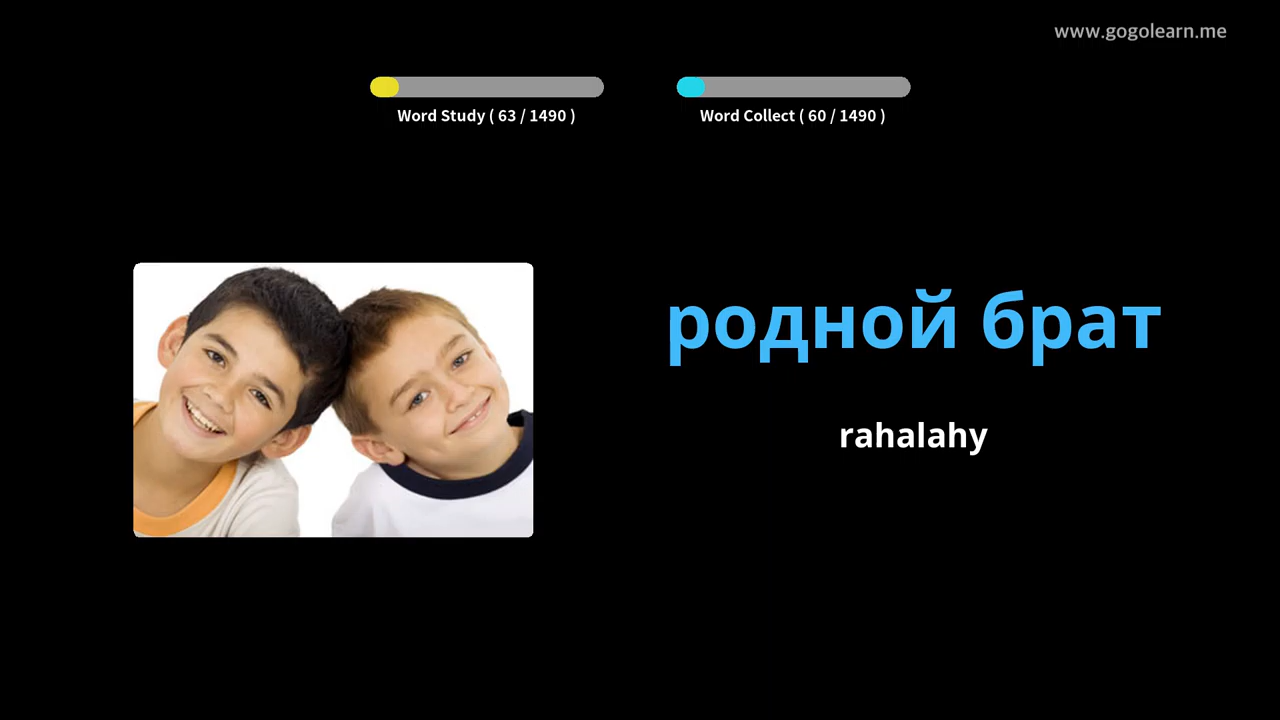 www.gogolearn.me
Word Study ( 63 / 1490 )
Word Collect ( 60 / 1490 )
родной брат
rahalahy